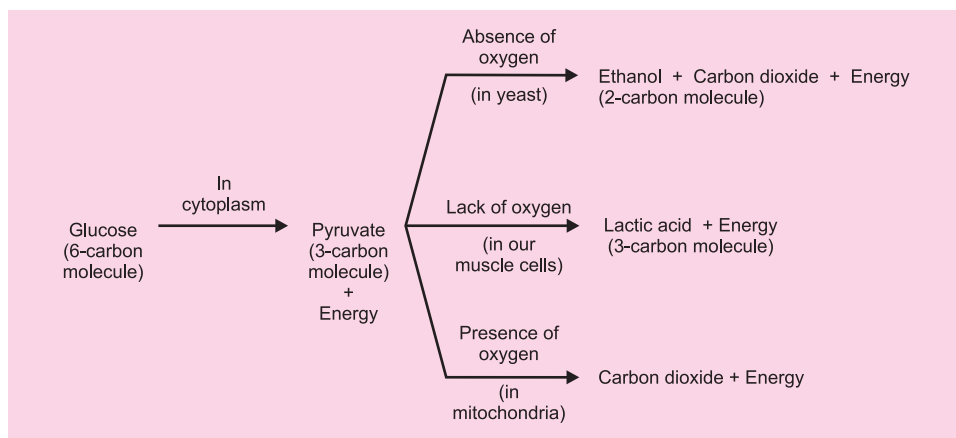 Absence of
oxygen
(in yeast)
Ethanol + Carbon dioxide + Energy
(2-carbon molecule)
In
cytoplasm
Glucose
(6-carbon
molecule)
Pyruvate
(3-carbon
molecule)
+
Energy
Lack of oxygen
(in our
muscle cells)
Lactic acid + Energy
(3-carbon molecule)
Presence of
oxygen
(in
mitochondria)
Carbon dioxide + Energy